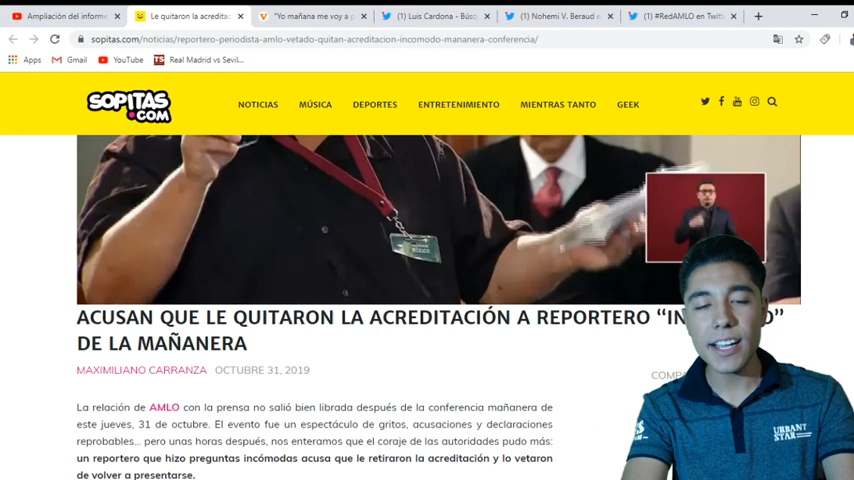 Ampliación del informe
Le quitaron la acreditac
"Yo mañana me voy a p
(1) Luis Cardona - Búsq
(1) Nohemi V. Beraud e
(1) #RedAMLO en Twitt
sopitas.com/noticias/reportero-periodista-amlo-vetado-quitan-acreditacion-incomodo-mananera-conferencia/
Apps Gmail YouTube Real Madrid vs Sevil...
SOPITAS
.COM
NOTICIAS MÚSICA DEPORTES ENTRETENIMIENTO MIENTRAS TANTO GEEK
ACUSAN QUE LE QUITARON LA ACREDITACIÓN A REPORTERO
DE LA MAÑANERA
MAXIMILIANO CARRANZA OCTUBRE 31, 2019
La relación de AMLO con la prensa no salió bien librada después de la conferencia mañanera de
este jueves, 31 de octubre. El evento fue un espectáculo de gritos, acusaciones y declaraciones
reprobables... pero unas horas después, nos enteramos que el coraje de las autoridades pudo más:
un reportero que hizo preguntas incómodas acusa que le retiraron la acreditación y lo vetaron
de volver a presentarse.
URBANT
STAR